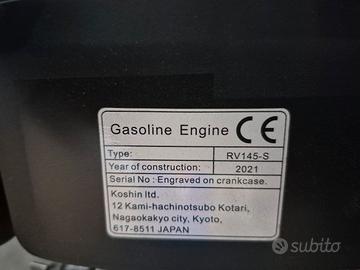 Gasoline Engine CE
Type: RV145-S
Year of construction: 2021
Serial No : Engraved on crankcase.
Koshin ltd.
12 Kami-hachinotsubo Kotari,
Nagaokakyo city, Kyoto,
617-8511 JAPAN
subito